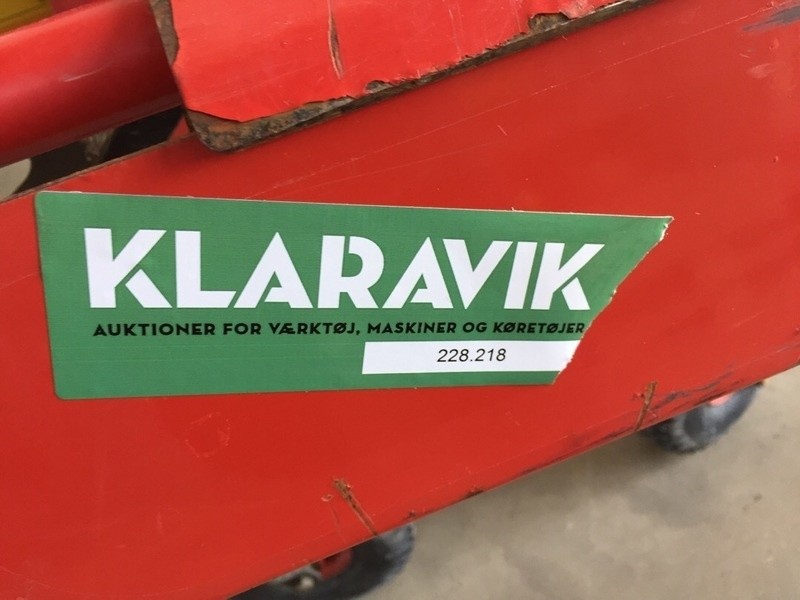 KLARAVIK
AUKTIONER FOR VÆRKTØJ, MASKINER OG KØRETØJER
228.218